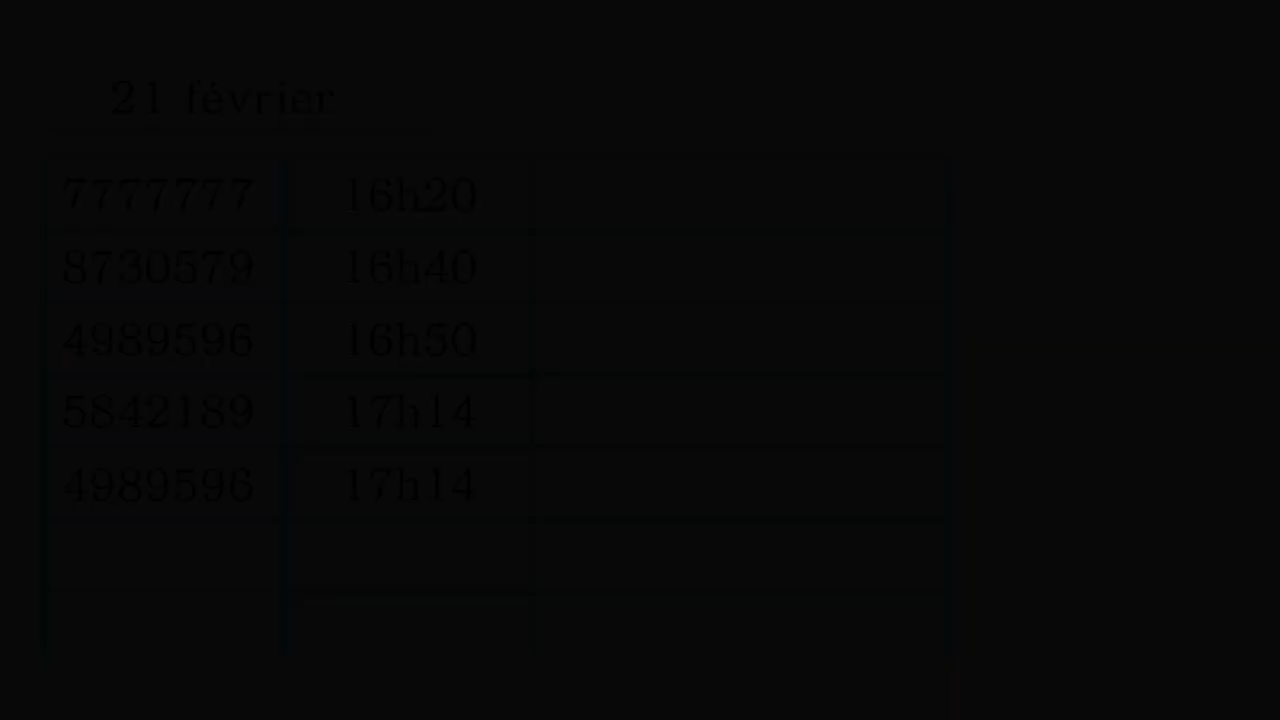 21 février
7777777 16h20
8730579 16h40
4989596 16h50
5842189 17h14
4989596 17h14